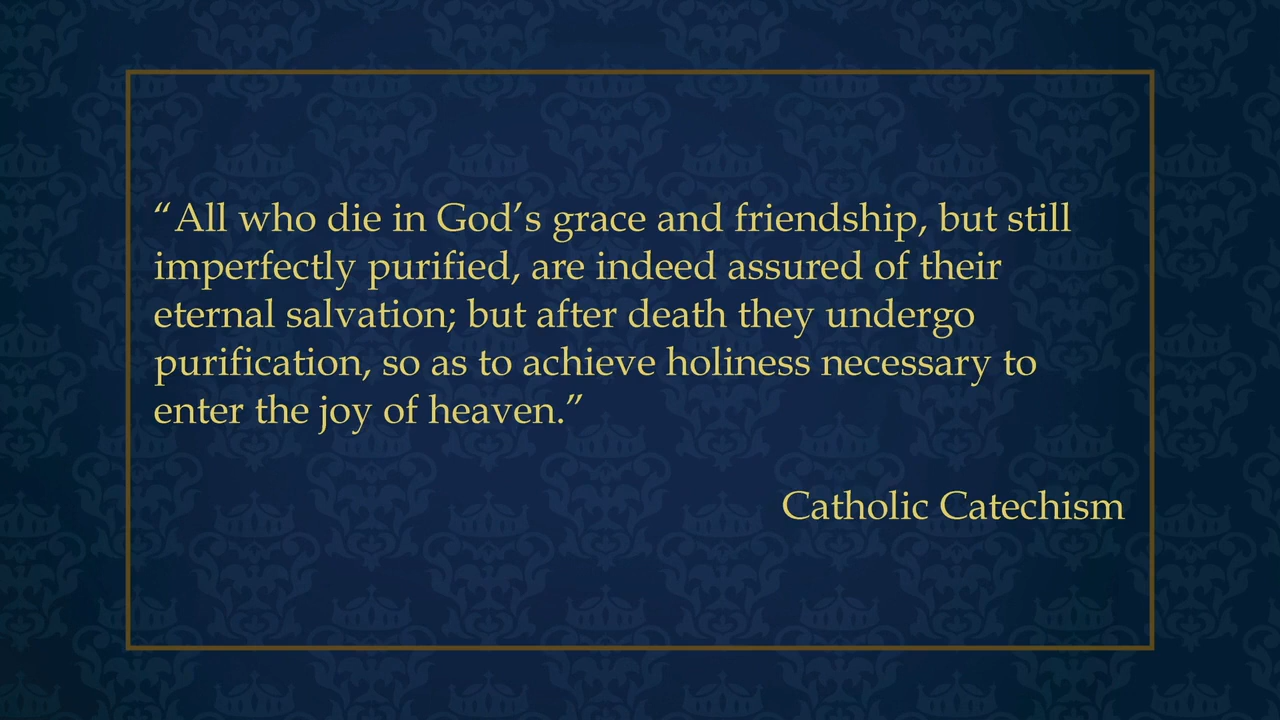 “All who die in God’s grace and friendship, but still
imperfectly purified, are indeed assured of their
eternal salvation; but after death they undergo
purification, so as to achieve holiness necessary to
enter the joy of heaven.”
Catholic Catechism